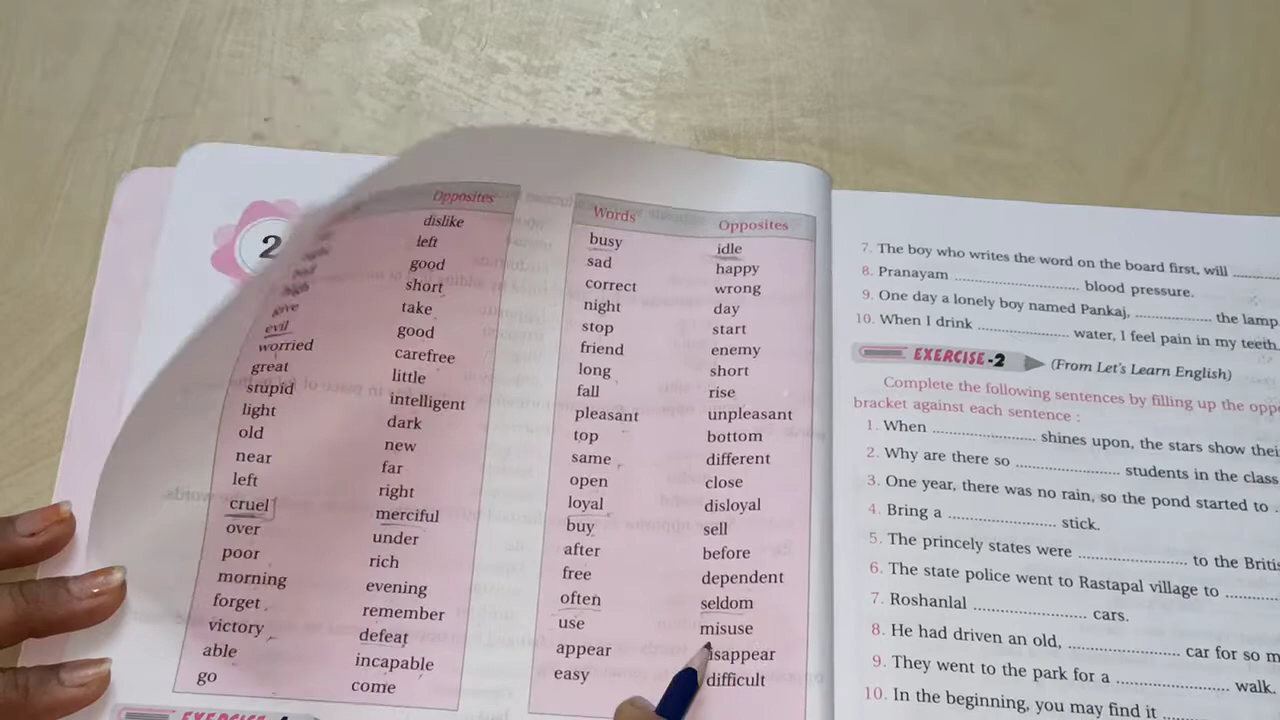 2
Opposites
dislike
left
good
high short
give take
evil good
worried carefree
great little
stupid intelligent
light dark
old new
near far
left right
cruel merciful
over under
poor rich
morning evening
forget remember
victory defeat
able incapable
go come
Words Opposites
busy idle
sad happy
correct wrong
night day
stop start
friend enemy
long short
fall rise
pleasant unpleasant
top bottom
same different
open close
loyal disloyal
buy sell
after before
free dependent
often seldom
use misuse
appear disappear
easy difficult
7. The boy who writes the word on the board first, will ..........
8. Pranayam .............................. blood pressure.
9. One day a lonely boy named Pankaj, .................... the lamp
10. When I drink ...................... water, I feel pain in my teeth.
EXERCISE-2 (From Let's Learn English)
Complete the following sentences by filling up the opp
bracket against each sentence :
1. When .......................... shines upon, the stars show thei
2. Why are there so .......................... students in the class
3. One year, there was no rain, so the pond started to .
4. Bring a .......................... stick.
5. The princely states were .......................... to the Britis
6. The state police went to Rastapal village to ............
7. Roshanlal .......................... cars.
8. He had driven an old, .......................... car for so m
9. They went to the park for a .......................... walk.
10. In the beginning, you may find it ......